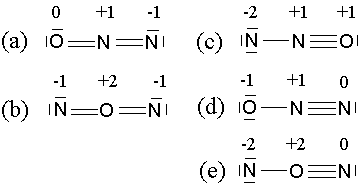 0 +1 -1
(a) O=N=N
-1 +2 -1
(b) N=O=N
-2 +1 +1
(c) N–N≡O
-1 +1 0
(d) O–N≡N
-2 +2 0
(e) N–O≡N